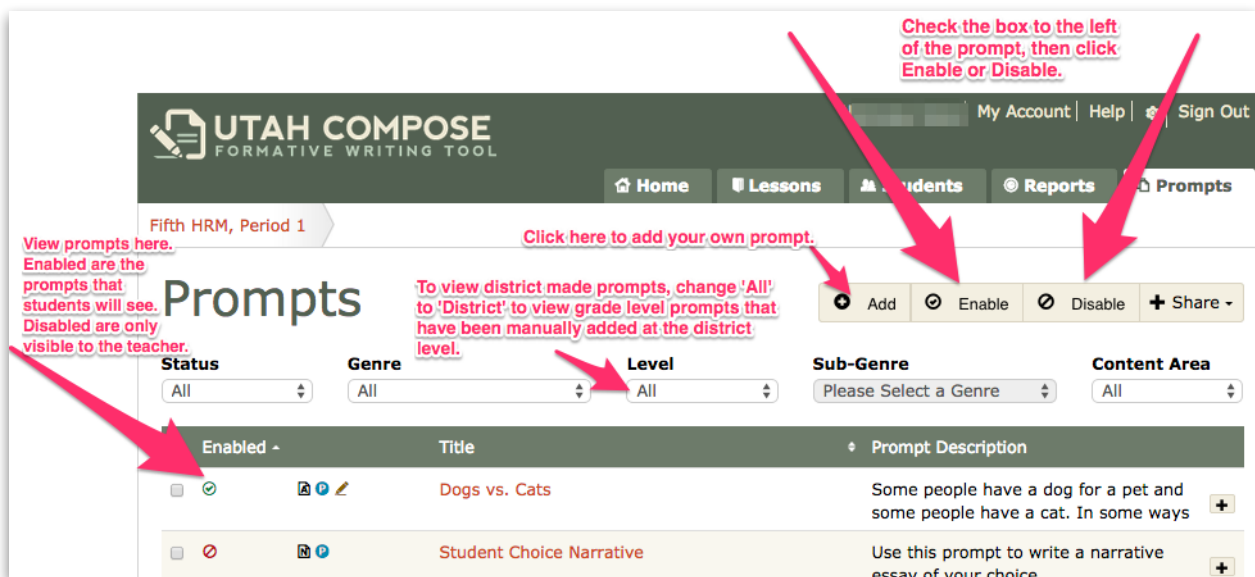 Check the box to the left
of the prompt, then click
Enable or Disable.
UTAH COMPOSE
FORMATIVE WRITING TOOL
My Account | Help | Sign Out
Home Lessons Students Reports Prompts
Fifth HRM, Period 1
View prompts here.
Enabled are the
prompts that
students will see.
Disabled are only
visible to the teacher.
Click here to add your own prompt.
Prompts
To view district made prompts, change 'All'
to 'District' to view grade level prompts that
have been manually added at the district
level.
Add Enable Disable + Share
Status Genre Level Sub-Genre Content Area
All All All Please Select a Genre All
Enabled Title Prompt Description
A P Dogs vs. Cats Some people have a dog for a pet and
some people have a cat. In some ways +
N P Student Choice Narrative Use this prompt to write a narrative
essay of your choice +